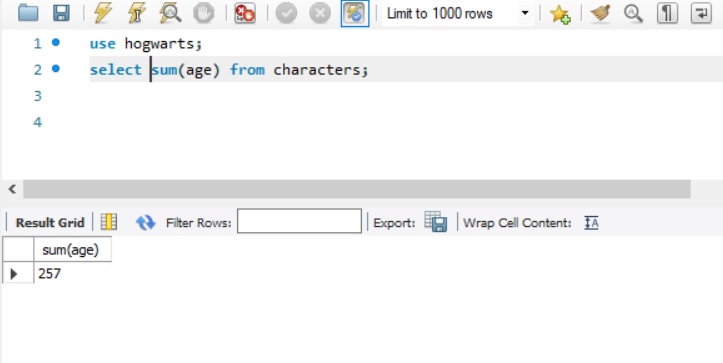 Limit to 1000 rows
1 use hogwarts;
2 select sum(age) from characters;
3
4
Result Grid Filter Rows: Export: Wrap Cell Content: IA
sum(age)
257